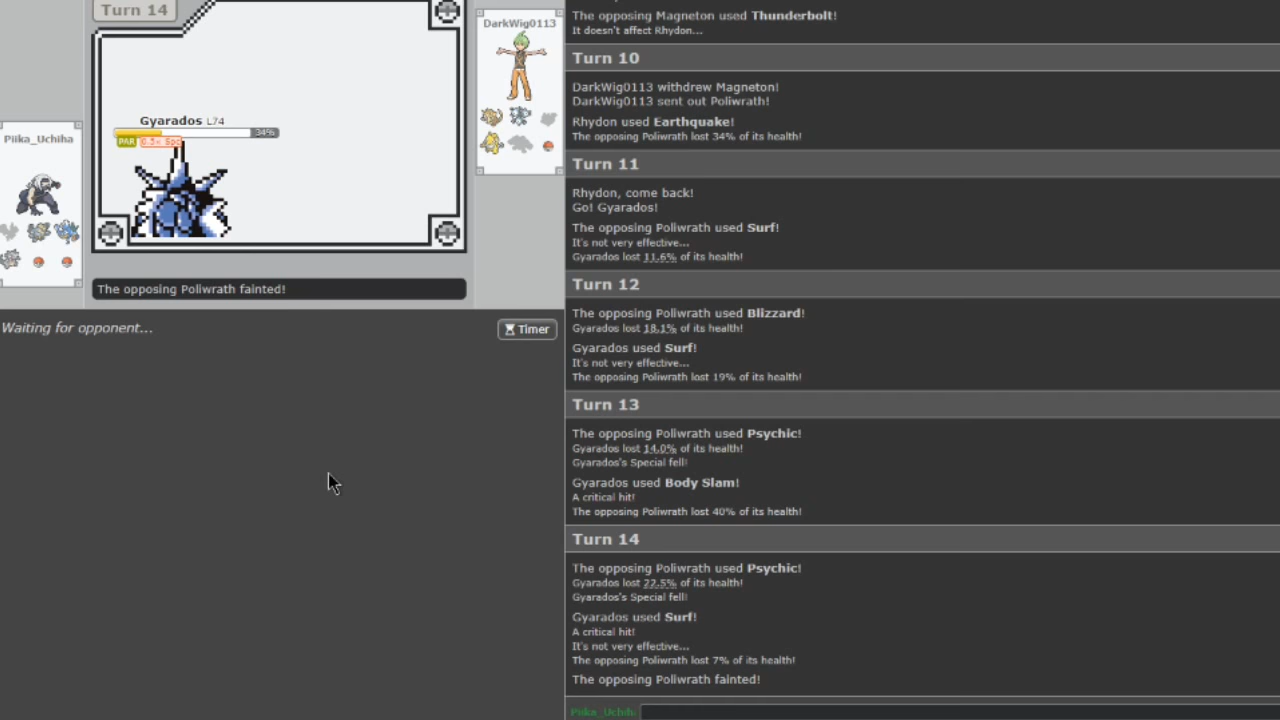 Turn 14
DarkWig0113
Piika_Uchiha
Gyarados L74
34%
PAR 0.5× Spc
The opposing Poliwrath fainted!
Waiting for opponent...
Timer
The opposing Magneton used Thunderbolt!
It doesn't affect Rhydon...
Turn 10
DarkWig0113 withdrew Magneton!
DarkWig0113 sent out Poliwrath!
Rhydon used Earthquake!
The opposing Poliwrath lost 34% of its health!
Turn 11
Rhydon, come back!
Go! Gyarados!
The opposing Poliwrath used Surf!
It's not very effective...
Gyarados lost 11.6% of its health!
Turn 12
The opposing Poliwrath used Blizzard!
Gyarados lost 18.1% of its health!
Gyarados used Surf!
It's not very effective...
The opposing Poliwrath lost 19% of its health!
Turn 13
The opposing Poliwrath used Psychic!
Gyarados lost 14.0% of its health!
Gyarados's Special fell!
Gyarados used Body Slam!
A critical hit!
The opposing Poliwrath lost 40% of its health!
Turn 14
The opposing Poliwrath used Psychic!
Gyarados lost 22.5% of its health!
Gyarados's Special fell!
Gyarados used Surf!
A critical hit!
It's not very effective...
The opposing Poliwrath lost 7% of its health!
The opposing Poliwrath fainted!